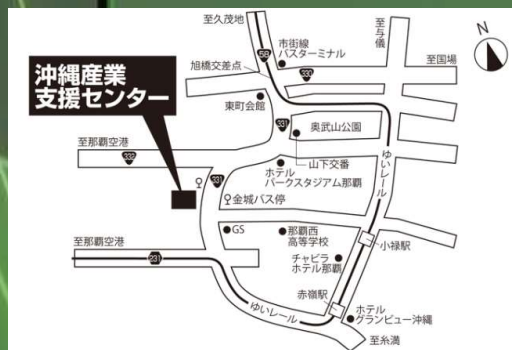 至久茂地
58
市街線
バスターミナル
至与儀
N
旭橋交差点
330
至国場
沖縄産業
支援センター
東町会館
331
奥武山公園
至那覇空港
332
山下交番
ゆいレール
331
ホテル
パークスタジアム那覇
金城バス停
GS
那覇西
高等学校
小禄駅
至那覇空港
チャビラ
ホテル那覇
231
赤嶺駅
ゆいレール
ホテル
グランビュー沖縄
至糸満